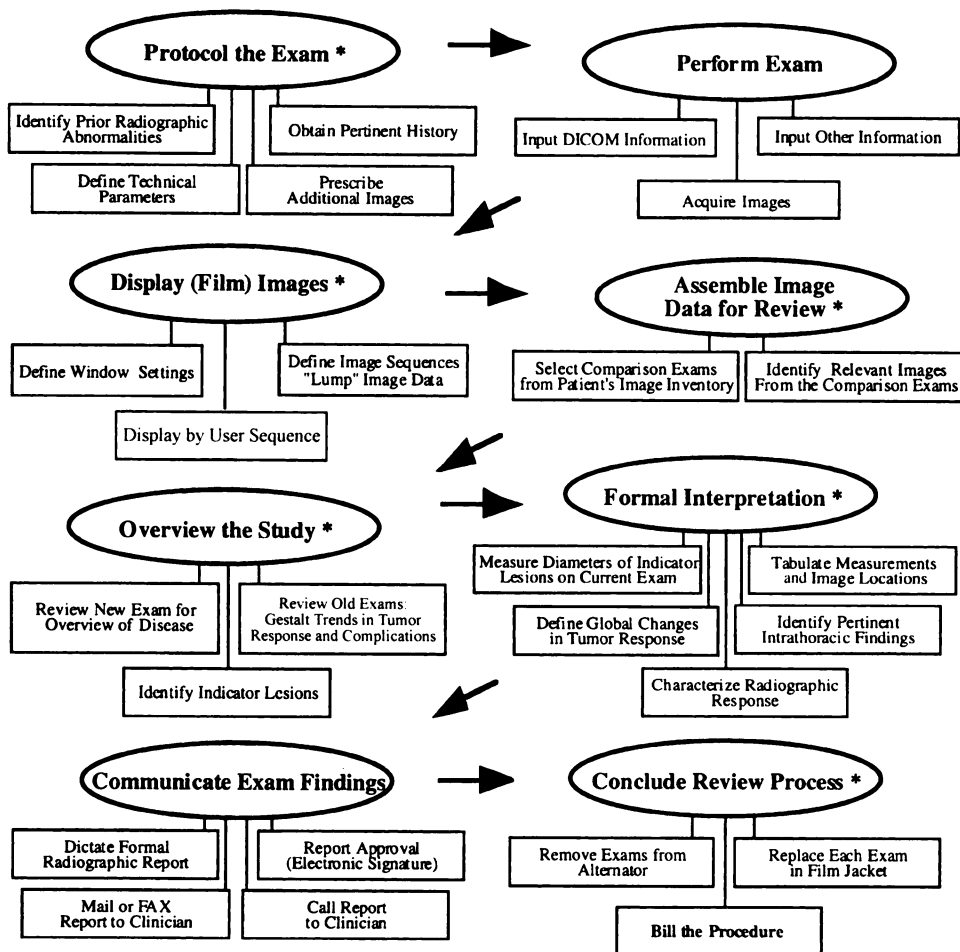 Protocol the Exam *
Identify Prior Radiographic
Abnormalities
Obtain Pertinent History
Define Technical
Parameters
Prescribe
Additional Images
Perform Exam
Input DICOM Information
Input Other Information
Acquire Images
Display (Film) Images *
Define Window Settings
Define Image Sequences
"Lump" Image Data
Display by User Sequence
Assemble Image
Data for Review *
Select Comparison Exams
from Patient's Image Inventory
Identify Relevant Images
From the Comparison Exams
Overview the Study *
Review New Exam for
Overview of Disease
Review Old Exams:
Gestalt Trends in Tumor
Response and Complications
Identify Indicator Lesions
Formal Interpretation *
Measure Diameters of Indicator
Lesions on Current Exam
Tabulate Measurements
and Image Locations
Define Global Changes
in Tumor Response
Identify Pertinent
Intrathoracic Findings
Characterize Radiographic
Response
Communicate Exam Findings
Dictate Formal
Radiographic Report
Report Approval
(Electronic Signature)
Mail or FAX
Report to Clinician
Call Report
to Clinician
Conclude Review Process *
Remove Exams from
Alternator
Replace Each Exam
in Film Jacket
Bill the Procedure